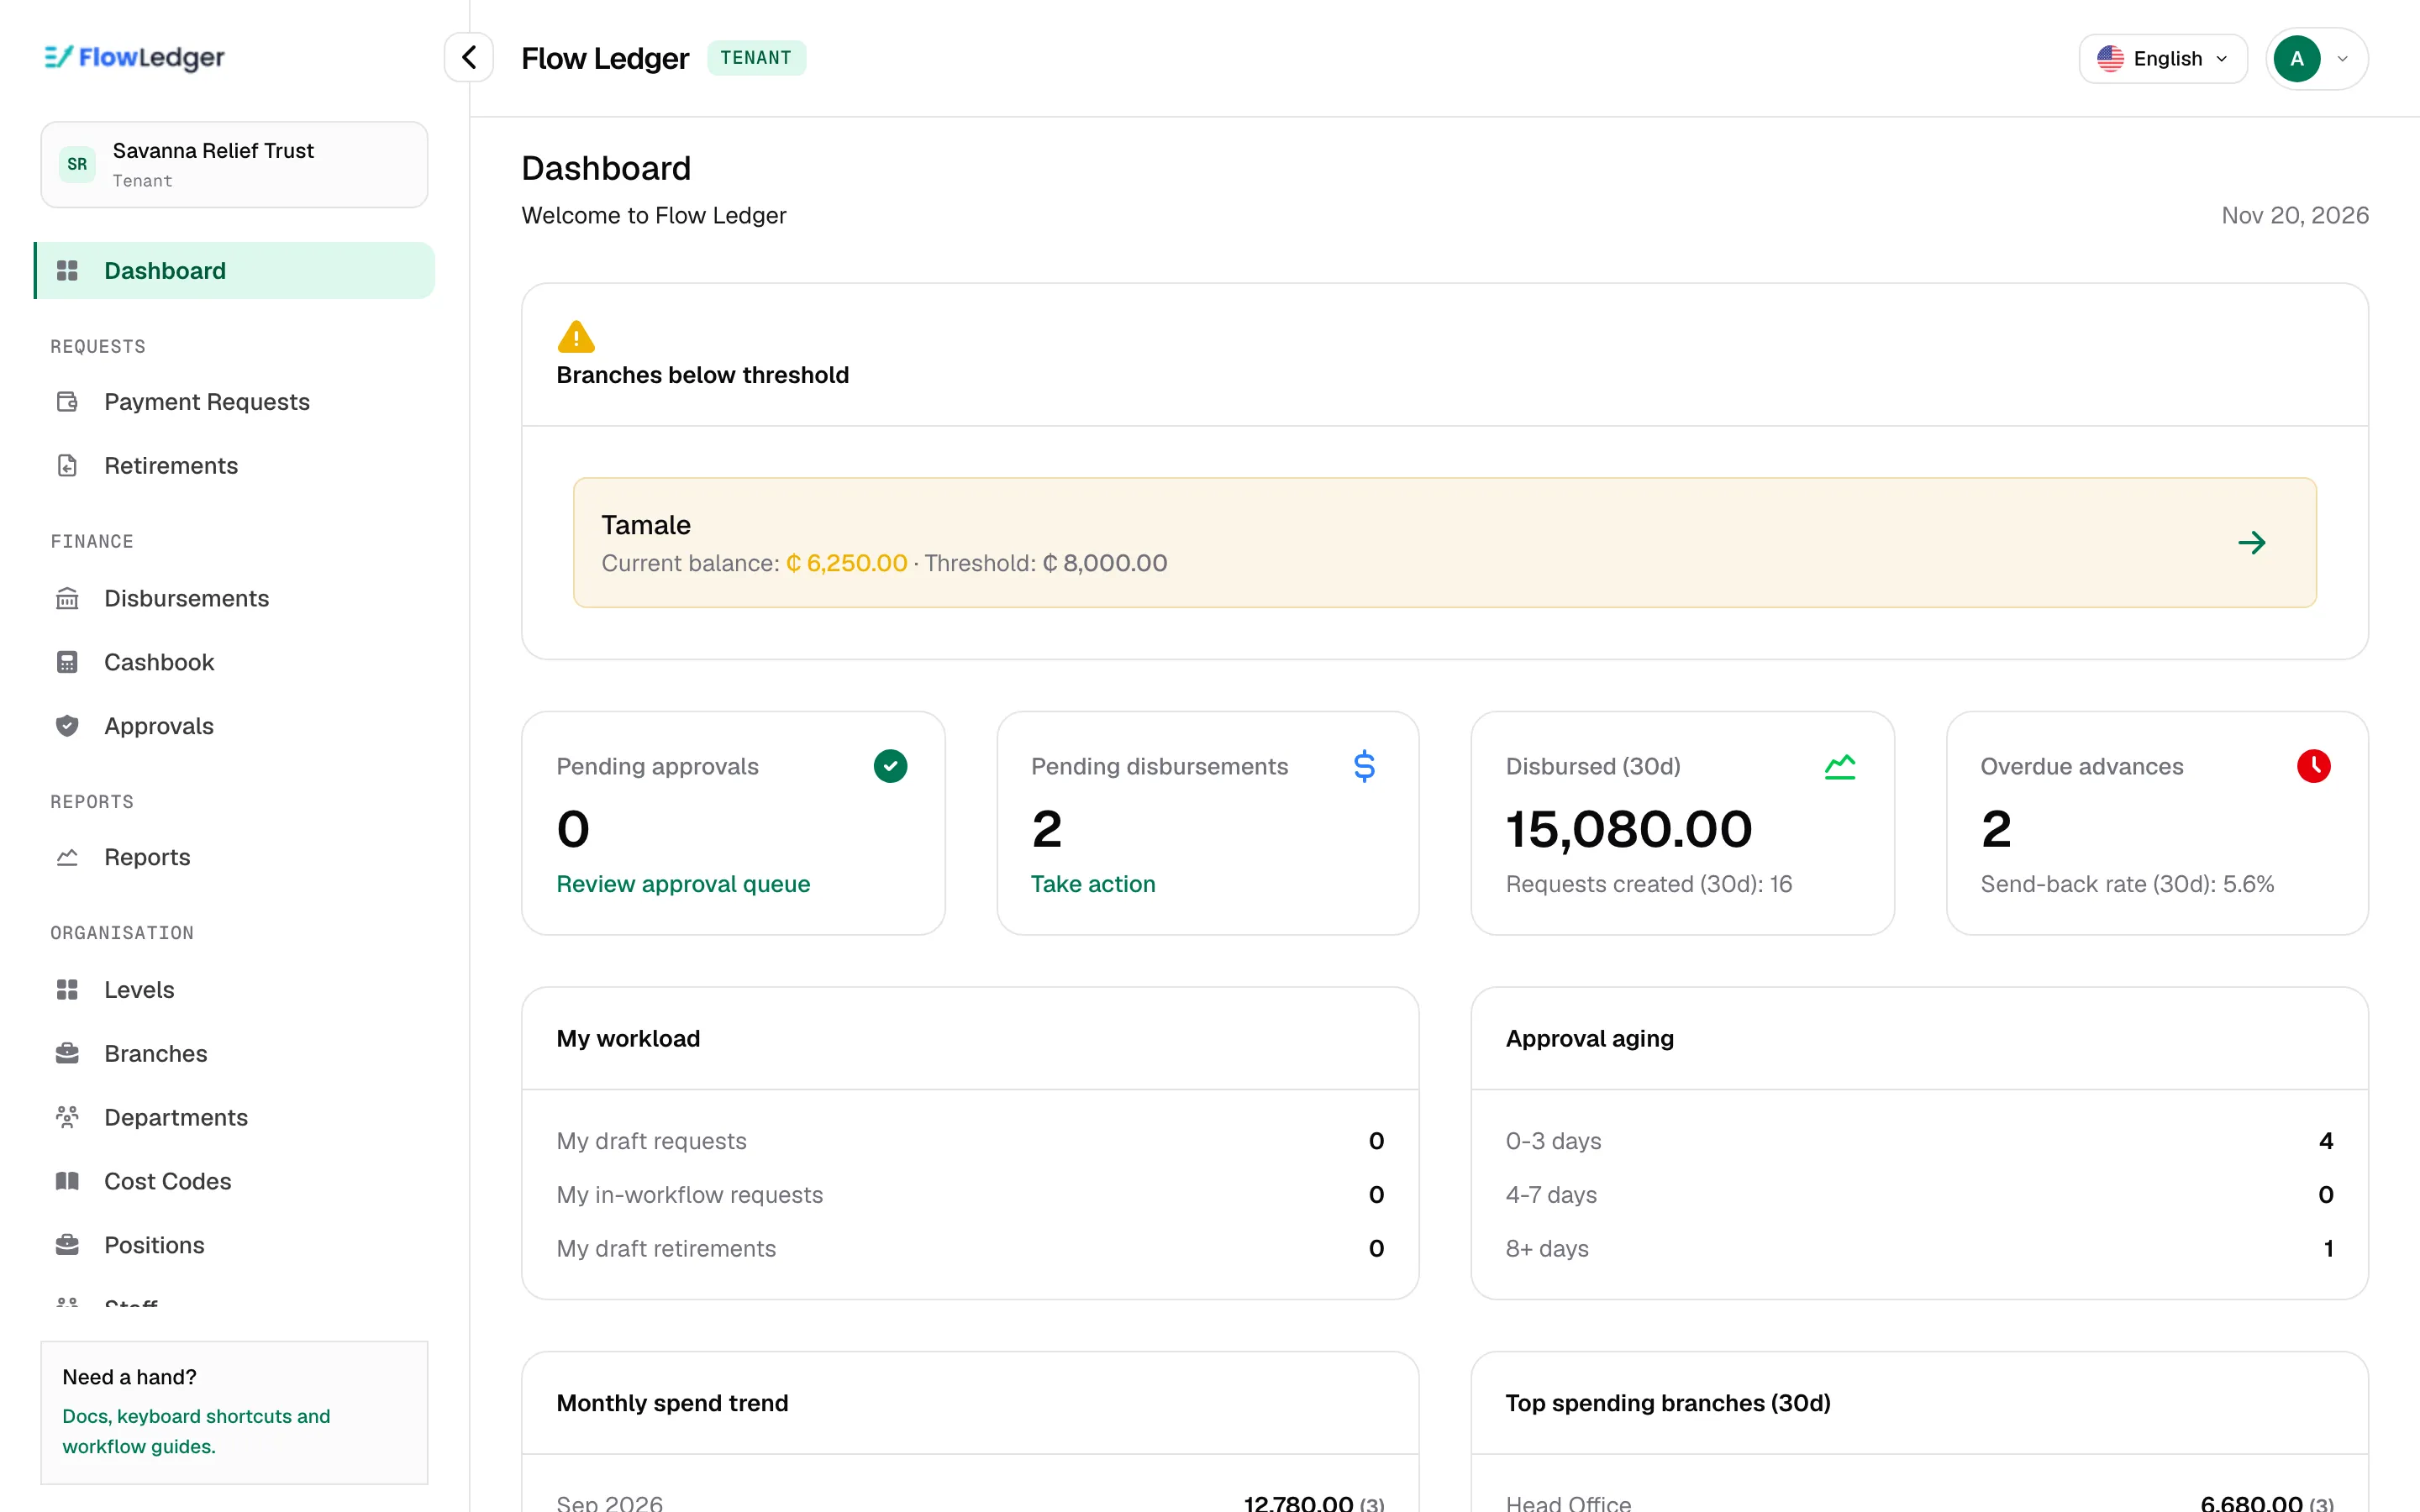 FlowLedger
Flow Ledger
TENANT
English
A
SR
Savanna Relief Trust
Tenant
Dashboard
REQUESTS
Payment Requests
Retirements
FINANCE
Disbursements
Cashbook
Approvals
REPORTS
Reports
ORGANISATION
Levels
Branches
Departments
Cost Codes
Positions
Staff
Need a hand?
Docs, keyboard shortcuts and
workflow guides.
Dashboard
Welcome to Flow Ledger
Nov 20, 2026
Branches below threshold
Tamale
Current balance: ₵ 6,250.00 · Threshold: ₵ 8,000.00
Pending approvals
0
Review approval queue
Pending disbursements
2
Take action
Disbursed (30d)
15,080.00
Requests created (30d): 16
Overdue advances
2
Send-back rate (30d): 5.6%
My workload
My draft requests 0
My in-workflow requests 0
My draft retirements 0
Approval aging
0-3 days 4
4-7 days 0
8+ days 1
Monthly spend trend
Sep 2026 12,780.00 (3)
Top spending branches (30d)
Head Office 6,680.00 (3)